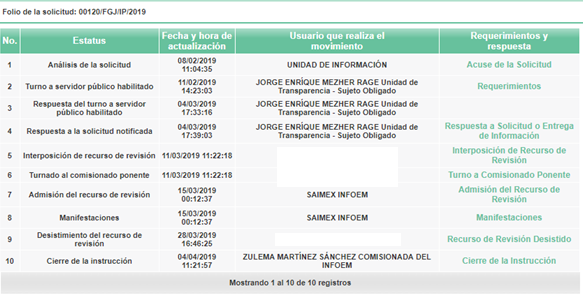 Folio de la solicitud: 00120/FGJ/IP/2019
No. Estatus Fecha y hora de actualización Usuario que realiza el movimiento Requerimientos y respuesta
1 Análisis de la solicitud 08/02/2019 11:04:35 UNIDAD DE INFORMACIÓN Acuse de la Solicitud
2 Turno a servidor público habilitado 11/02/2019 14:23:03 JORGE ENRÍQUE MEZHER RAGE Unidad de Transparencia - Sujeto Obligado Requerimientos
3 Respuesta del turno a servidor público habilitado 04/03/2019 17:33:16 JORGE ENRÍQUE MEZHER RAGE Unidad de Transparencia - Sujeto Obligado
4 Respuesta a la solicitud notificada 04/03/2019 17:39:03 JORGE ENRÍQUE MEZHER RAGE Unidad de Transparencia - Sujeto Obligado Respuesta a Solicitud o Entrega de Información
5 Interposición de recurso de revisión 11/03/2019 11:22:18 Interposición de Recurso de Revisión
6 Turnado al comisionado ponente 11/03/2019 11:22:18 Turno a Comisionado Ponente
7 Admisión del recurso de revisión 15/03/2019 00:12:37 SAIMEX INFOEM Admisión del Recurso de Revisión
8 Manifestaciones 15/03/2019 00:12:37 SAIMEX INFOEM Manifestaciones
9 Desistimiento del recurso de revisión 28/03/2019 16:46:25 Recurso de Revisión Desistido
10 Cierre de la instrucción 04/04/2019 11:21:57 ZULEMA MARTÍNEZ SÁNCHEZ COMISIONADA DEL INFOEM Cierre de la instrucción
Mostrando 1 al 10 de 10 registros